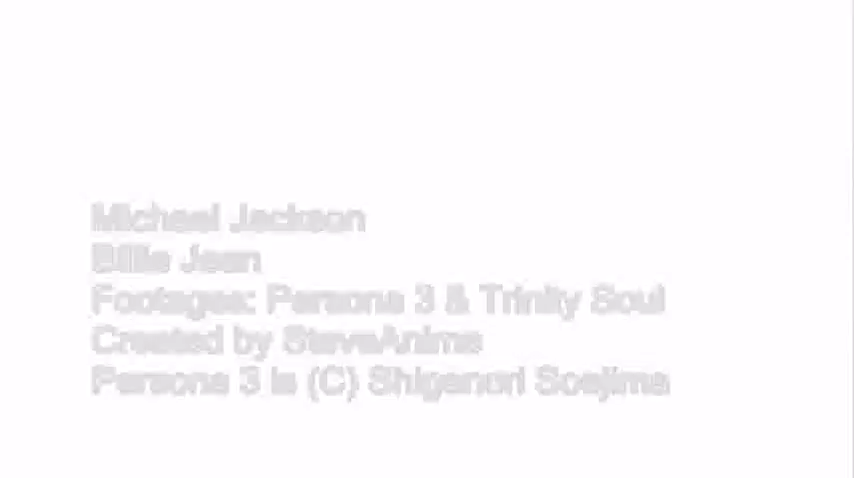 Michael Jackson
Billie Jean
Footages: Persona 3 & Trinity Soul
Created by SteveAnime
Persona 3 is (C) Shigenori Soejima